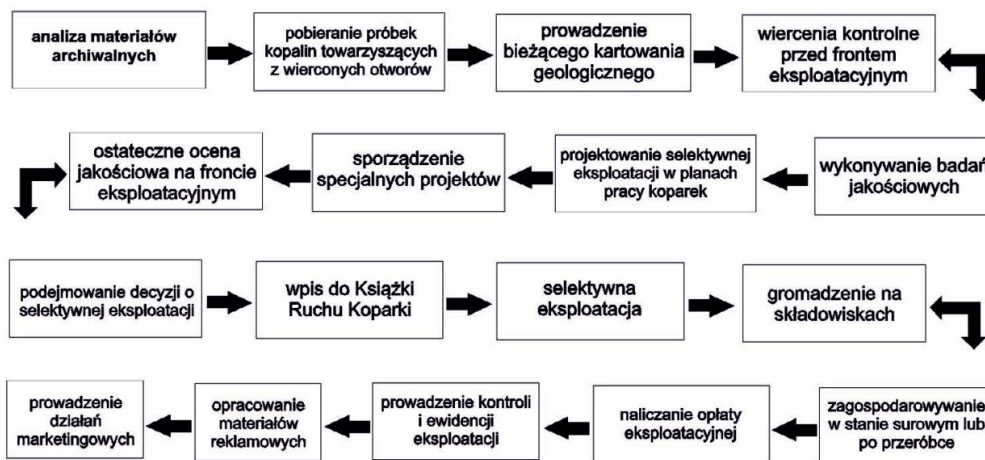 analiza materiałów
archiwalnych
pobieranie próbek
kopalin towarzyszących
z wierconych otworów
prowadzenie
bieżącego kartowania
geologicznego
wiercenia kontrolne
przed frontem
eksploatacyjnym
wykonywanie badań
jakościowych
projektowanie selektywnej
eksploatacji w planach
pracy koparek
sporządzenie
specjalnych projektów
ostateczne ocena
jakościowa na froncie
eksploatacyjnym
podejmowanie decyzji o
selektywnej eksploatacji
wpis do Książki
Ruchu Koparki
selektywna
eksploatacja
gromadzenie na
składowiskach
zagospodarowywanie
w stanie surowym lub
po przeróbce
naliczanie opłaty
eksploatacyjnej
prowadzenie kontroli
i ewidencji
eksploatacji
opracowanie
materiałów
reklamowych
prowadzenie
działań
marketingowych